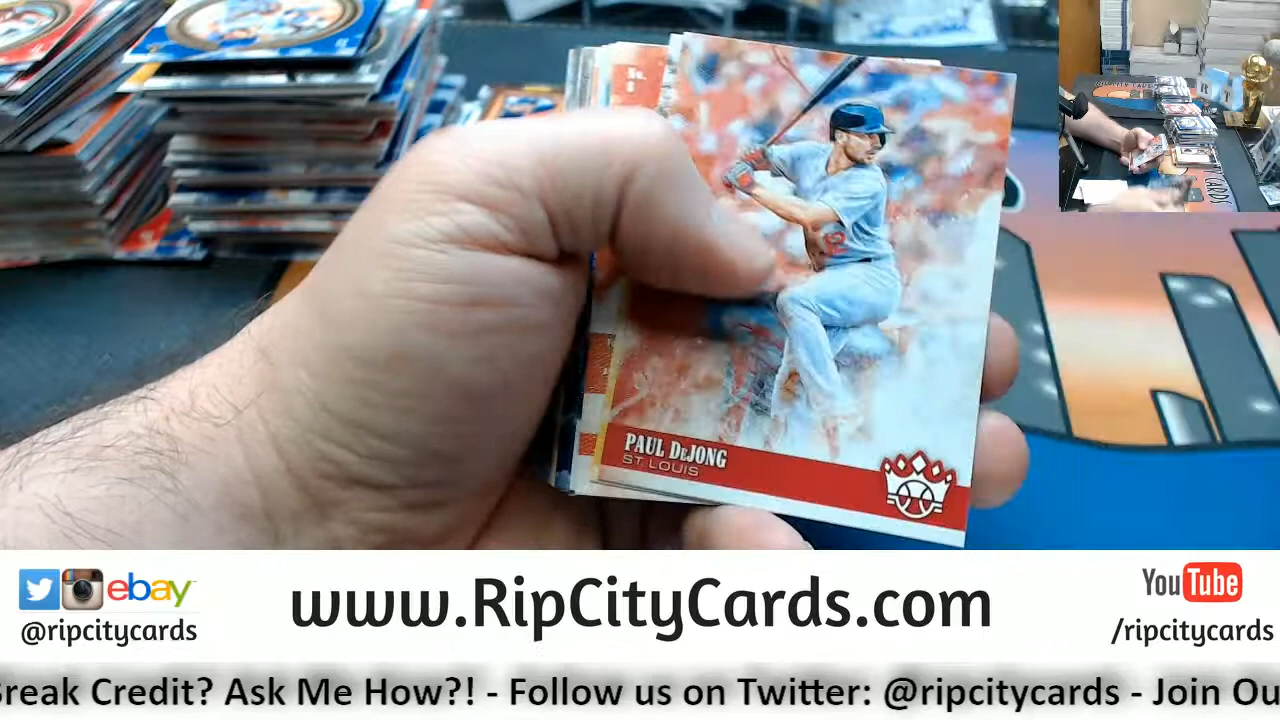 PAUL DeJONG
ST. LOUIS
ebay
@ripcitycards
www.RipCityCards.com
YouTube
/ripcitycards
Break Credit? Ask Me How?! - Follow us on Twitter: @ripcitycards - Join Ou